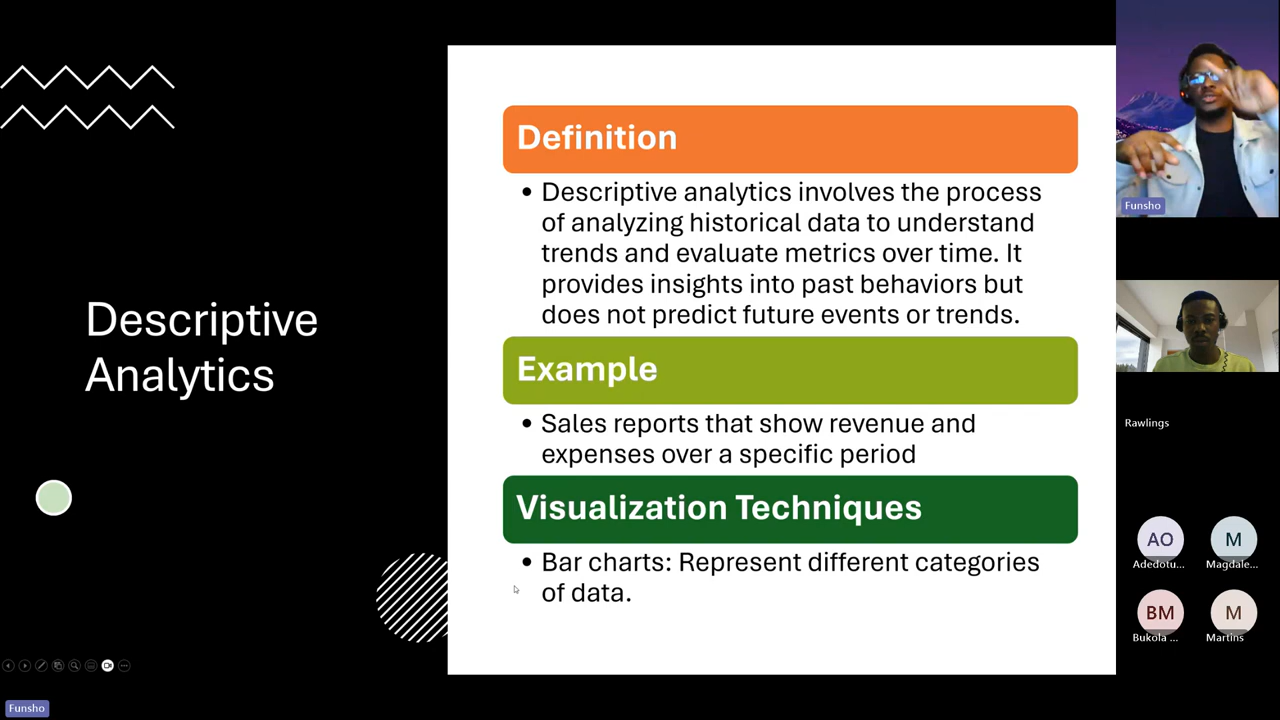 Descriptive
Analytics
Definition
• Descriptive analytics involves the process
of analyzing historical data to understand
trends and evaluate metrics over time. It
provides insights into past behaviors but
does not predict future events or trends.
Example
• Sales reports that show revenue and
expenses over a specific period
Visualization Techniques
• Bar charts: Represent different categories
of data.
Funsho
Rawlings
AO
Adedotu...
M
Magdale...
BM
Bukola ...
M
Martins
Funsho